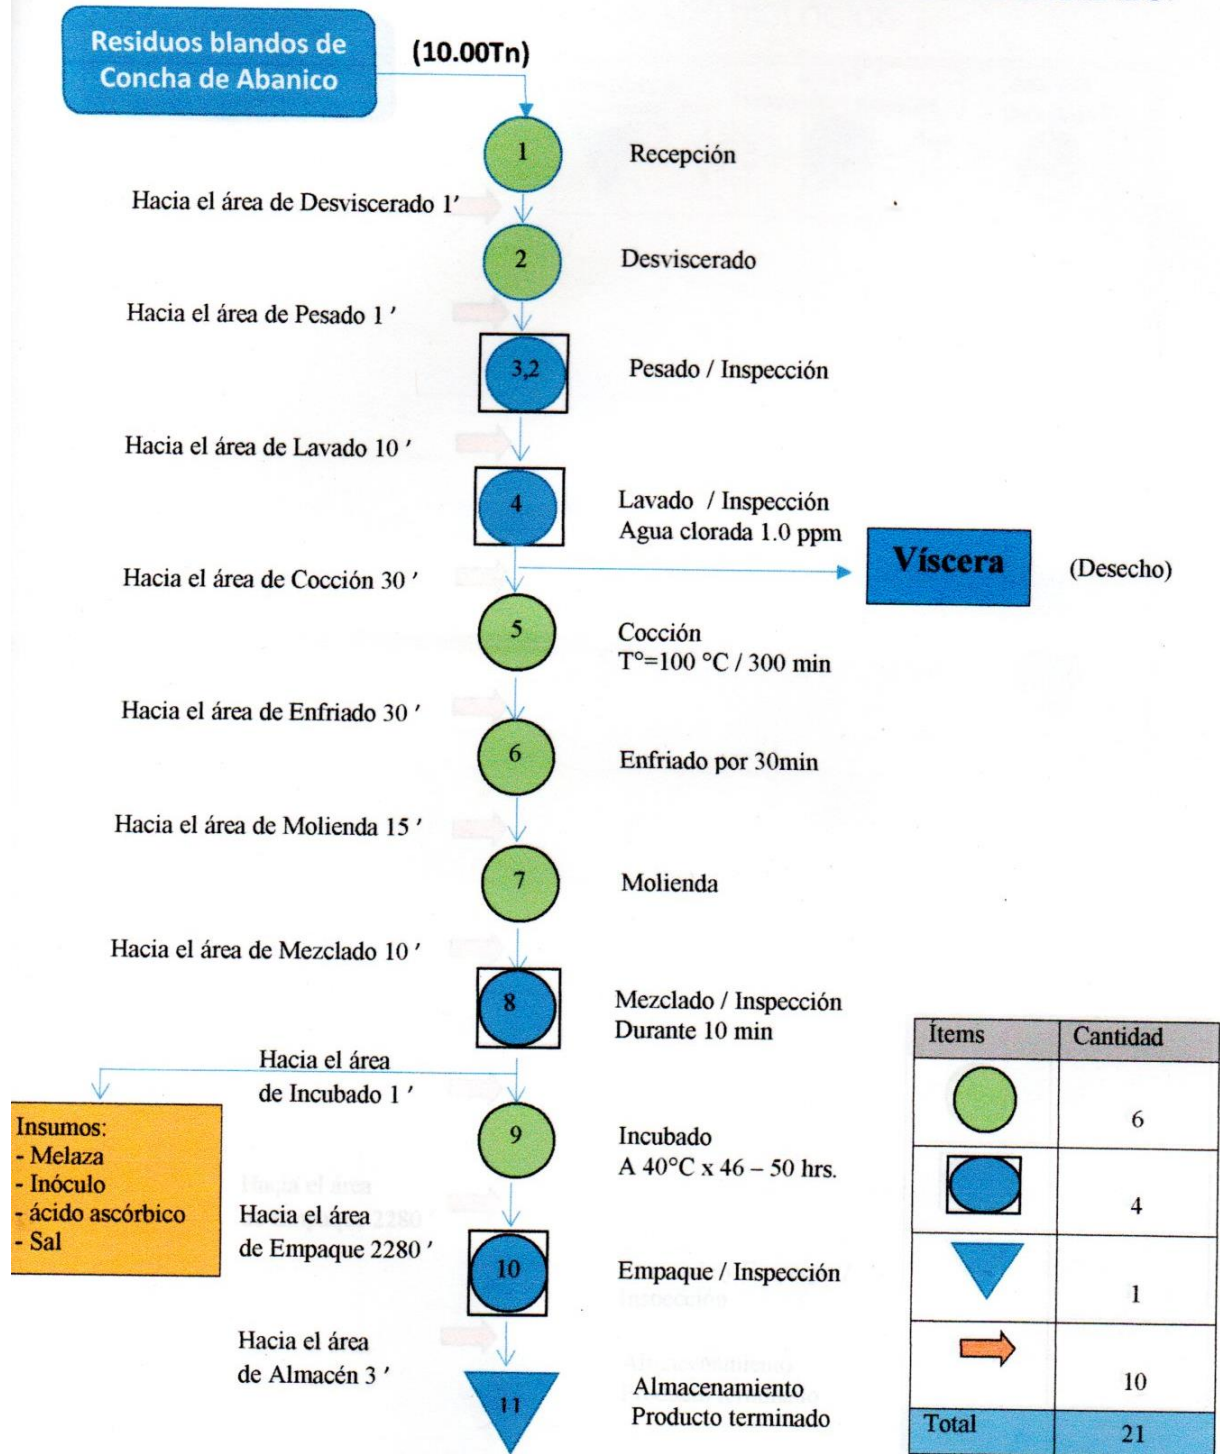 Residuos blandos de
Concha de Abanico
(10.00Tn)
1
Recepción
Hacia el área de Desviscerado 1'
2
Desviscerado
Hacia el área de Pesado 1 '
3,2
Pesado / Inspección
Hacia el área de Lavado 10 '
4
Lavado / Inspección
Agua clorada 1.0 ppm
Víscera
(Desecho)
Hacia el área de Cocción 30 '
5
Cocción
T°=100 °C / 300 min
Hacia el área de Enfriado 30 '
6
Enfriado por 30min
Hacia el área de Molienda 15 '
7
Molienda
Hacia el área de Mezclado 10 '
8
Mezclado / Inspección
Durante 10 min
Hacia el área
de Incubado 1 '
Insumos:
- Melaza
- Inóculo
- ácido ascórbico
- Sal
9
Incubado
A 40°C x 46 – 50 hrs.
Hacia el área
de Empaque 2280 '
10
Empaque / Inspección
Hacia el área
de Almacén 3 '
11
Almacenamiento
Producto terminado
Ítems Cantidad
6
4
1
10
Total 21